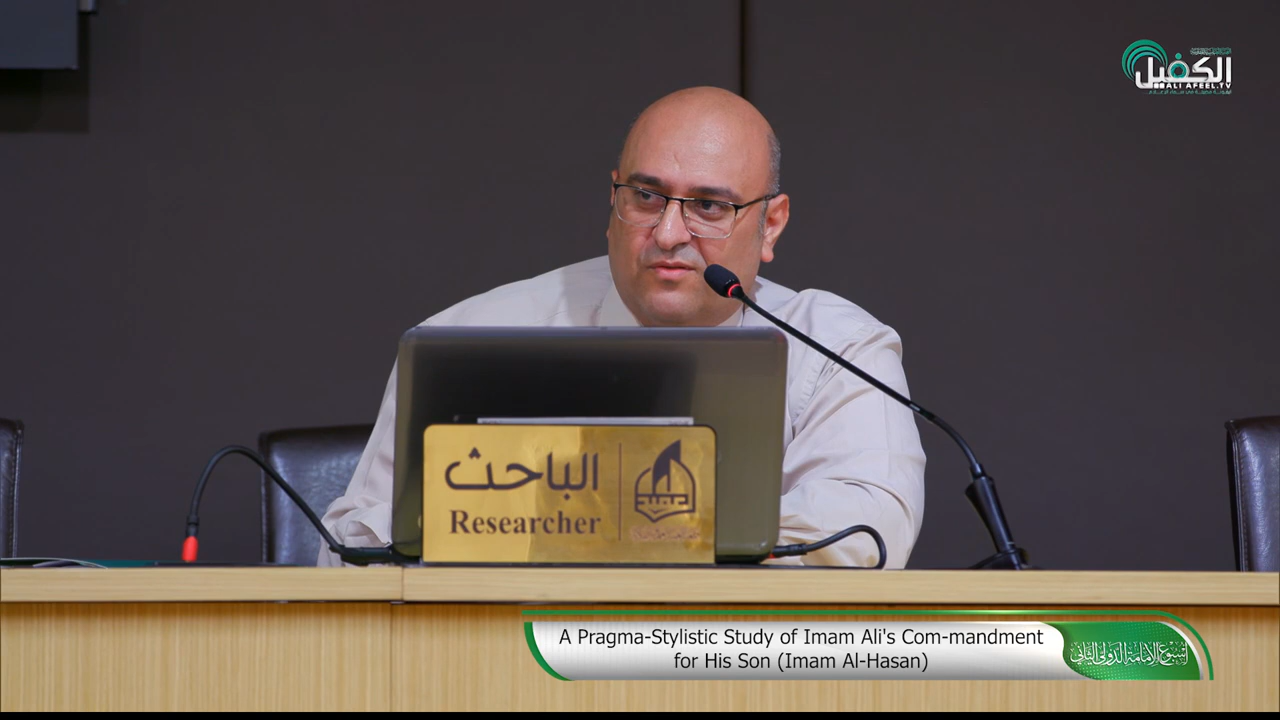 الكفيل
ALKAFEEL.TV
الباحث
Researcher
A Pragma-Stylistic Study of Imam Ali's Com-mandment
for His Son (Imam Al-Hasan)
أسبوع الإمامة الدولي الثاني